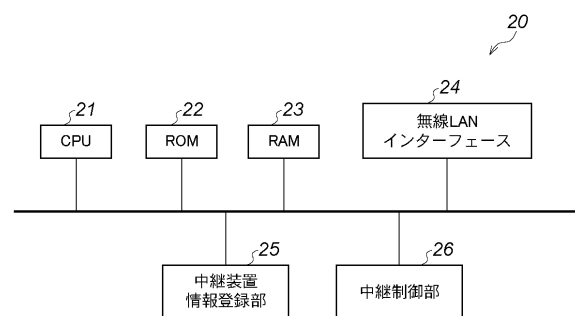 20
21
22
23
24
CPU
ROM
RAM
無線LAN
インターフェース
25
26
中継装置
情報登録部
中継制御部